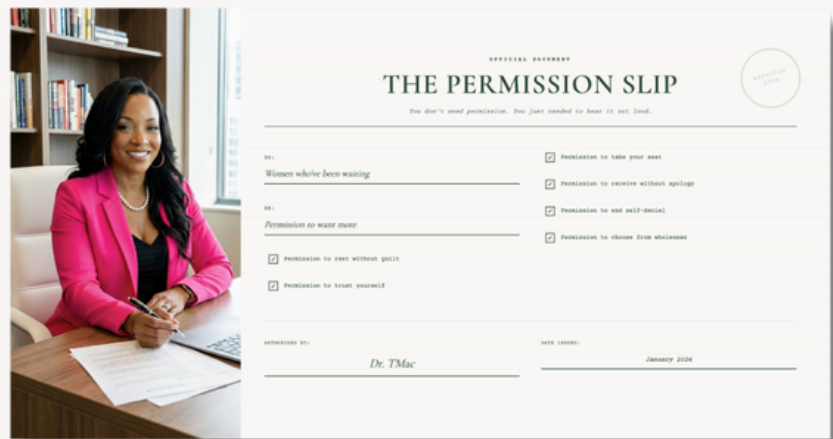 OFFICIAL DOCUMENT
THE PERMISSION SLIP
You don't need permission. You just needed to hear it out loud.
TO:
Women who've been waiting
RE:
Permission to want more
✓ Permission to rest without guilt
✓ Permission to trust yourself
✓ Permission to take your seat
✓ Permission to receive without apology
✓ Permission to end self-denial
✓ Permission to choose from wholeness
AUTHORIZED BY:
Dr. TMac
DATE ISSUED:
January 2026